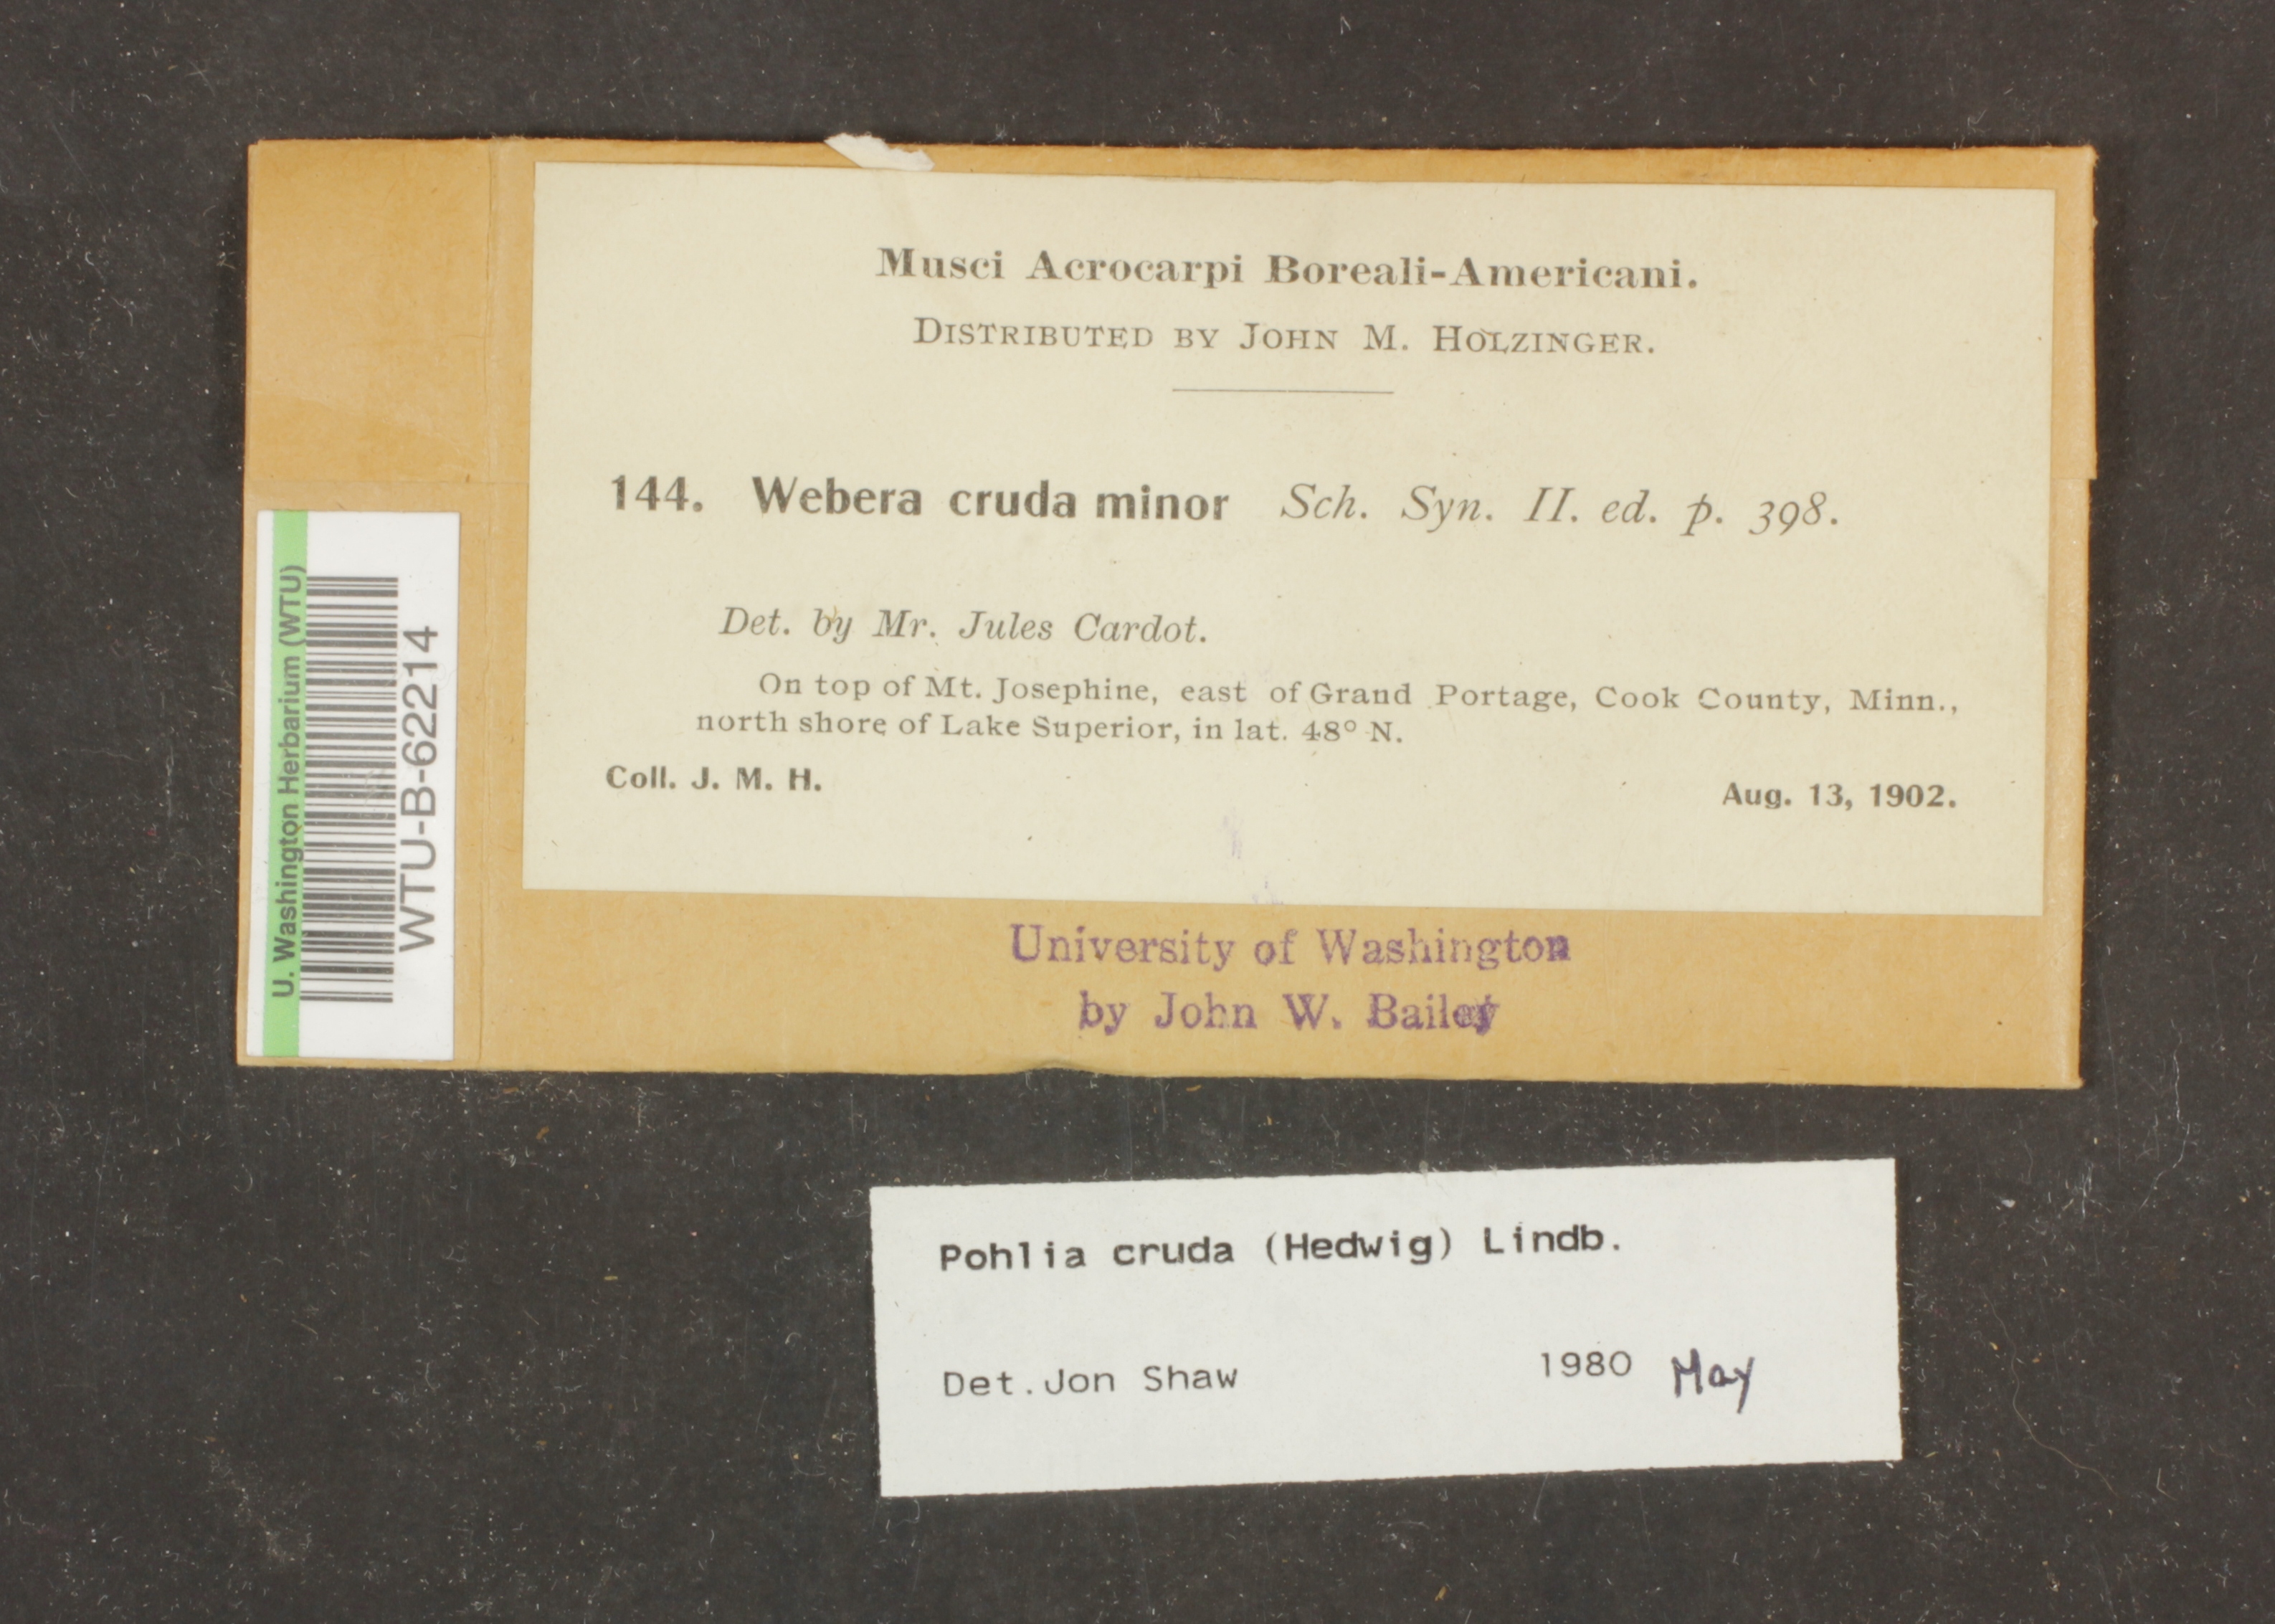 Musci Acrocarpi Boreali-Americani.
DISTRIBUTED BY JOHN M. HOLZINGER.
144. Webera cruda minor Sch. Syn. II. ed. p. 398.
Det. by Mr. Jules Cardot.
On top of Mt. Josephine, east of Grand Portage, Cook County, Minn.,
north shore of Lake Superior, in lat. 48° N.
Coll. J. M. H. Aug. 13, 1902.
U. Washington Herbarium (WTU)
WTU-B-62214
University of Washington
by John W. Bailey
Pohlia cruda (Hedwig) Lindb.
Det. Jon Shaw 1980 May